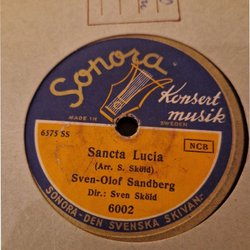 Sonora
Konsert
musik
MADE IN SWEDEN
6375 SS
NCB
Sancta Lucia
(Arr. S. Sköld)
Sven-Olof Sandberg
Dir.: Sven Sköld
6002
SONORA-DEN SVENSKA SKIVAN-